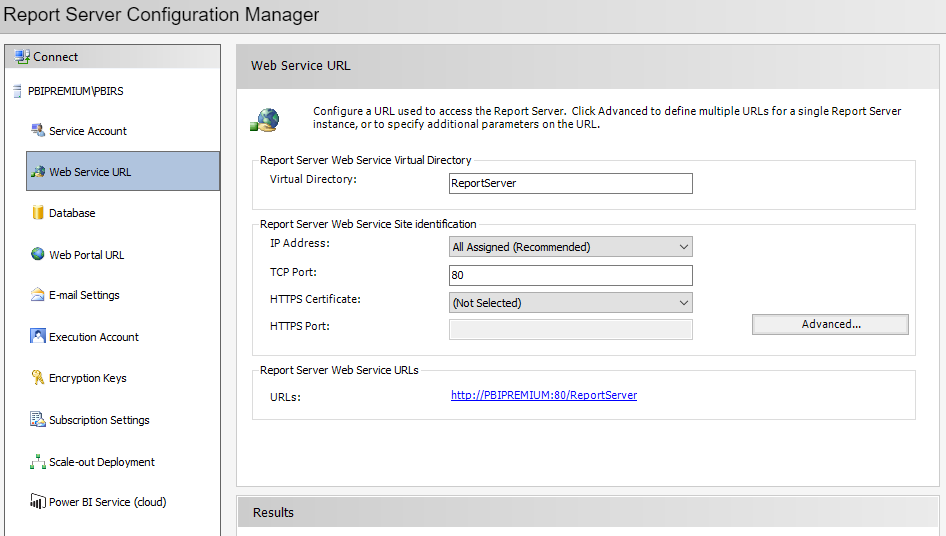 Report Server Configuration Manager
Connect
PBIPREMIUM\PBIRS
Service Account
Web Service URL
Database
Web Portal URL
E-mail Settings
Execution Account
Encryption Keys
Subscription Settings
Scale-out Deployment
Power BI Service (cloud)
Web Service URL
Configure a URL used to access the Report Server. Click Advanced to define multiple URLs for a single Report Server
instance, or to specify additional parameters on the URL.
Report Server Web Service Virtual Directory
Virtual Directory: ReportServer
Report Server Web Service Site identification
IP Address: All Assigned (Recommended)
TCP Port: 80
HTTPS Certificate: (Not Selected)
HTTPS Port:
Advanced...
Report Server Web Service URLs
URLs: http://PBIPREMIUM:80/ReportServer
Results